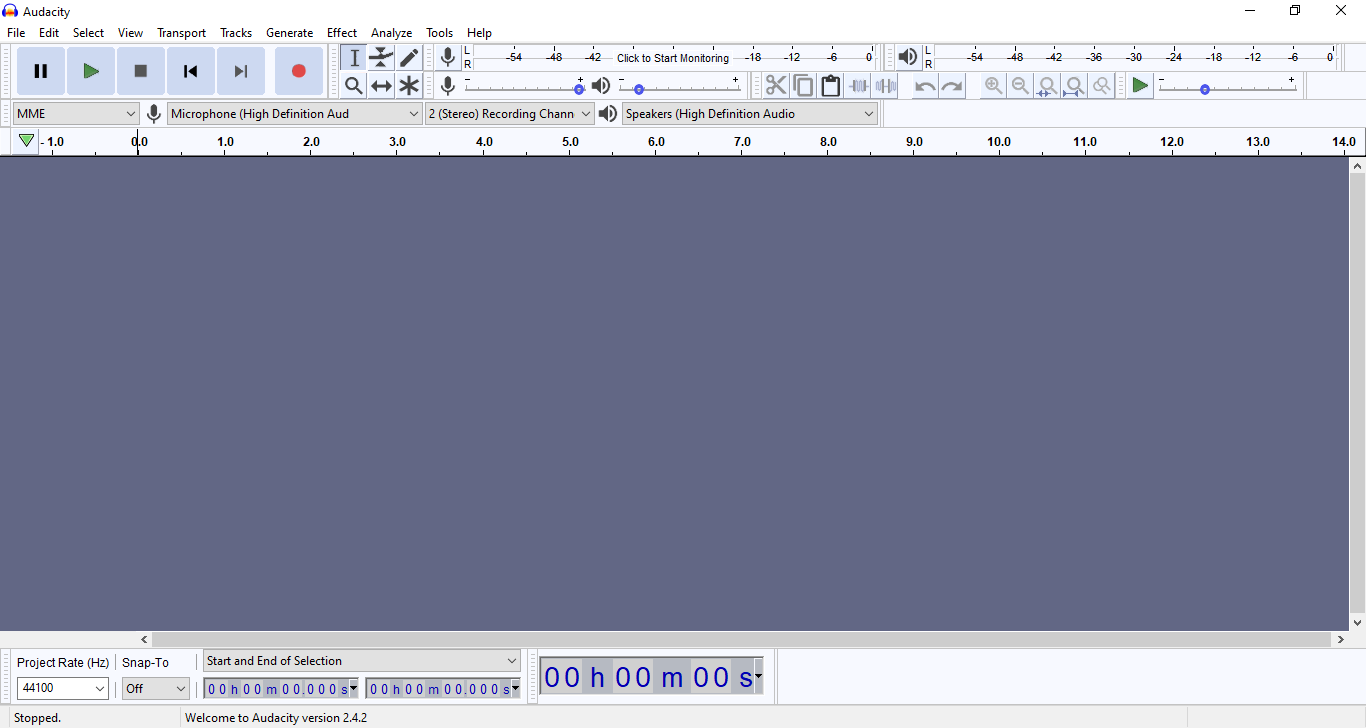 Audacity
File Edit Select View Transport Tracks Generate Effect Analyze Tools Help
L -54 -48 -42 Click to Start Monitoring -18 -12 -6 0 L -54 -48 -42 -36 -30 -24 -18 -12 -6 0
R R
- + - + - +
MME Microphone (High Definition Aud 2 (Stereo) Recording Chann Speakers (High Definition Audio
- 1.0 0.0 1.0 2.0 3.0 4.0 5.0 6.0 7.0 8.0 9.0 10.0 11.0 12.0 13.0 14.0
Project Rate (Hz) Snap-To Start and End of Selection
44100 Off 00 h 00 m 00.000 s 00 h 00 m 00.000 s 00 h 00 m 00 s
Stopped. Welcome to Audacity version 2.4.2